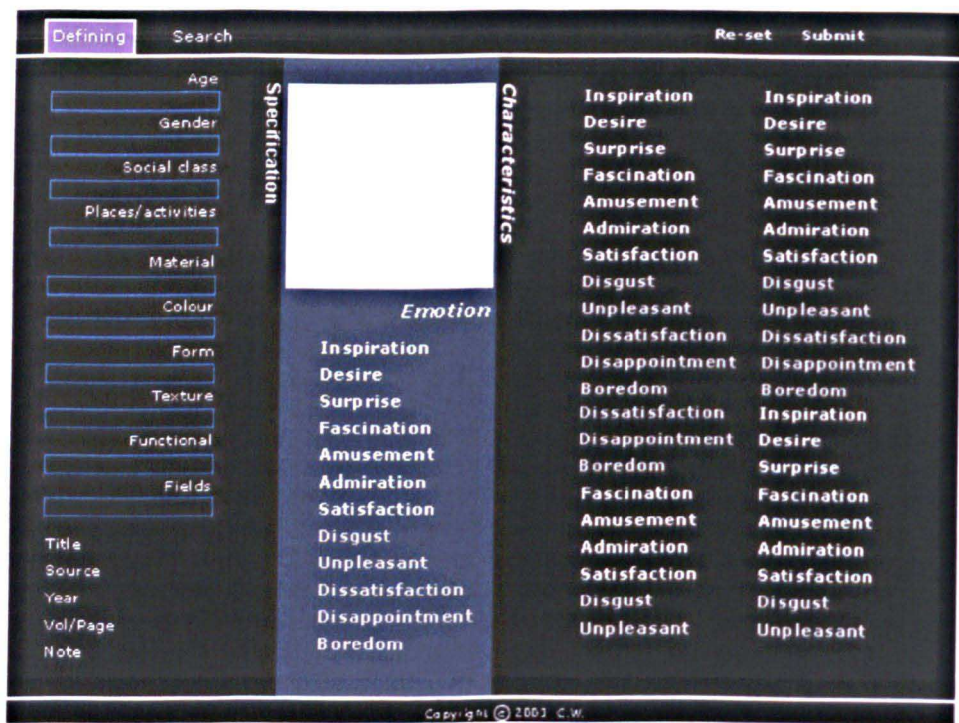 Defining Search Re-set Submit
Age
Gender
Social class
Places/activities
Material
Colour
Form
Texture
Functional
Fields
Title
Source
Year
Vol/Page
Note
Specification
Characteristics
Emotion
Inspiration
Desire
Surprise
Fascination
Amusement
Admiration
Satisfaction
Disgust
Unpleasant
Dissatisfaction
Disappointment
Boredom
Inspiration
Desire
Surprise
Fascination
Amusement
Admiration
Satisfaction
Disgust
Unpleasant
Dissatisfaction
Disappointment
Boredom
Dissatisfaction
Disappointment
Boredom
Fascination
Amusement
Admiration
Satisfaction
Disgust
Unpleasant
Inspiration
Desire
Surprise
Fascination
Amusement
Admiration
Satisfaction
Disgust
Unpleasant
Dissatisfaction
Disappointment
Boredom
Inspiration
Desire
Surprise
Fascination
Amusement
Admiration
Satisfaction
Disgust
Unpleasant
Copyright © C.W.